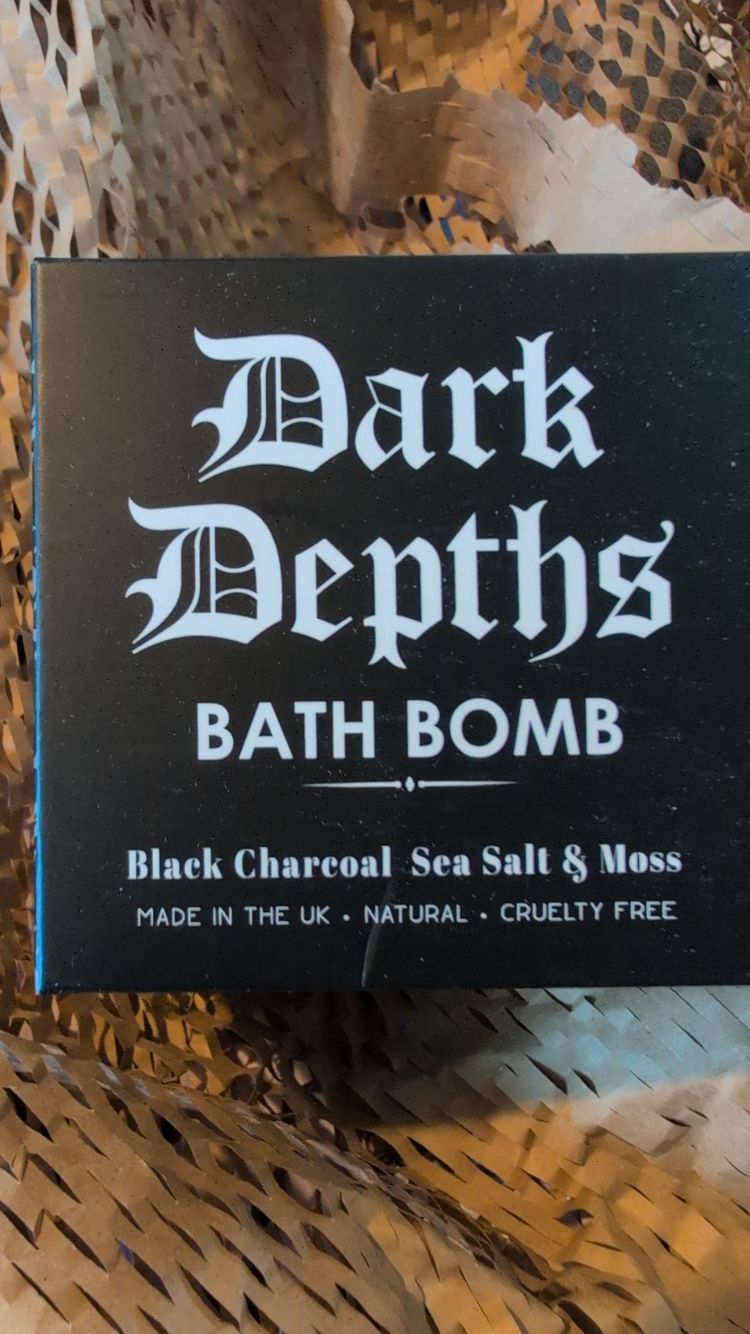 Dark
Depths
BATH BOMB
Black Charcoal Sea Salt & Moss
MADE IN THE UK • NATURAL • CRUELTY FREE